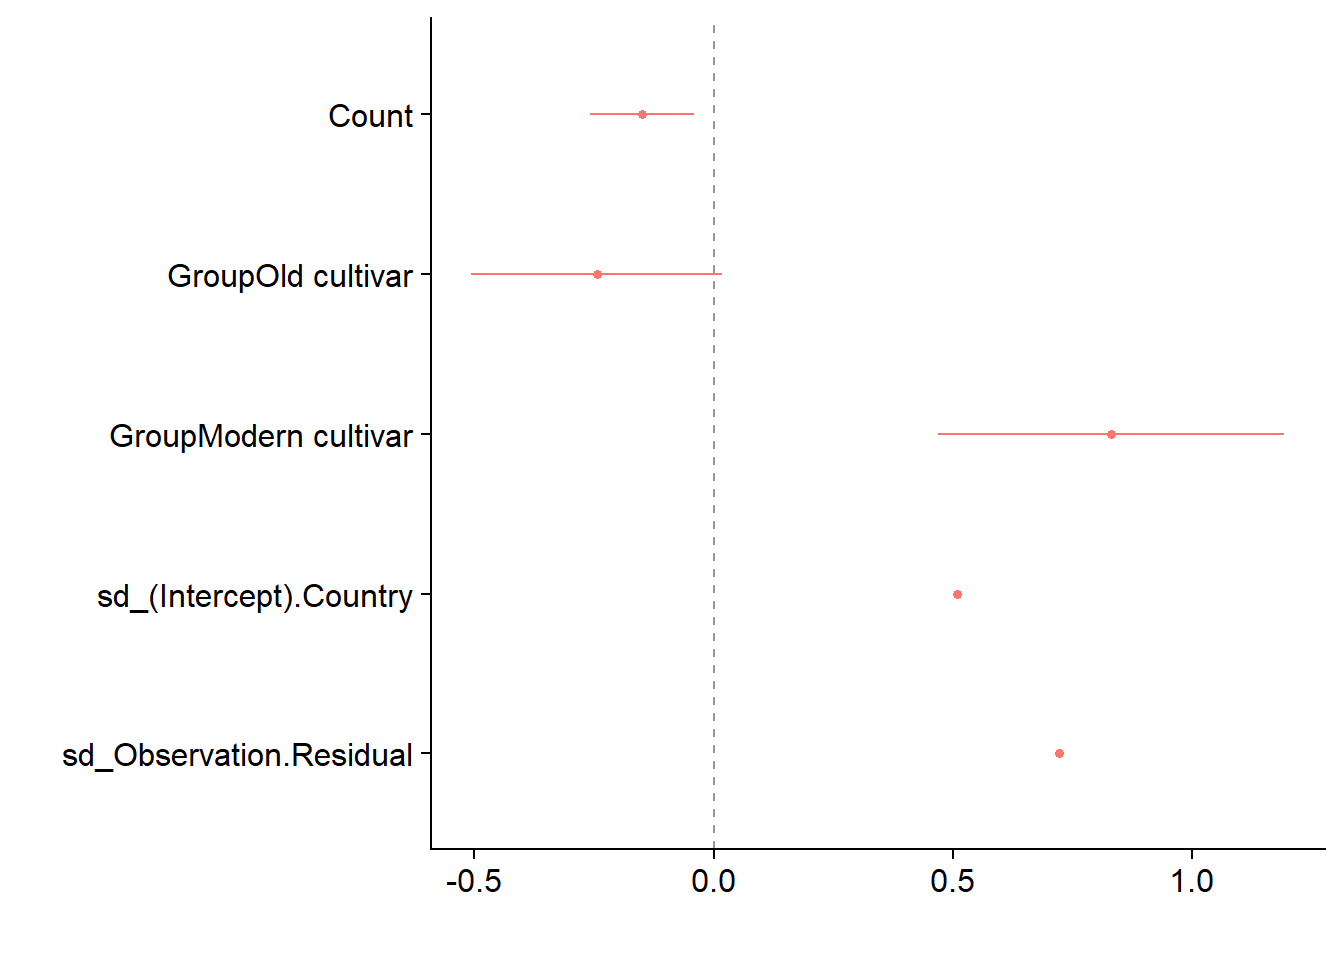 Count
GroupOld cultivar
GroupModern cultivar
sd_(Intercept).Country
sd_Observation.Residual
-0.5 0.0 0.5 1.0